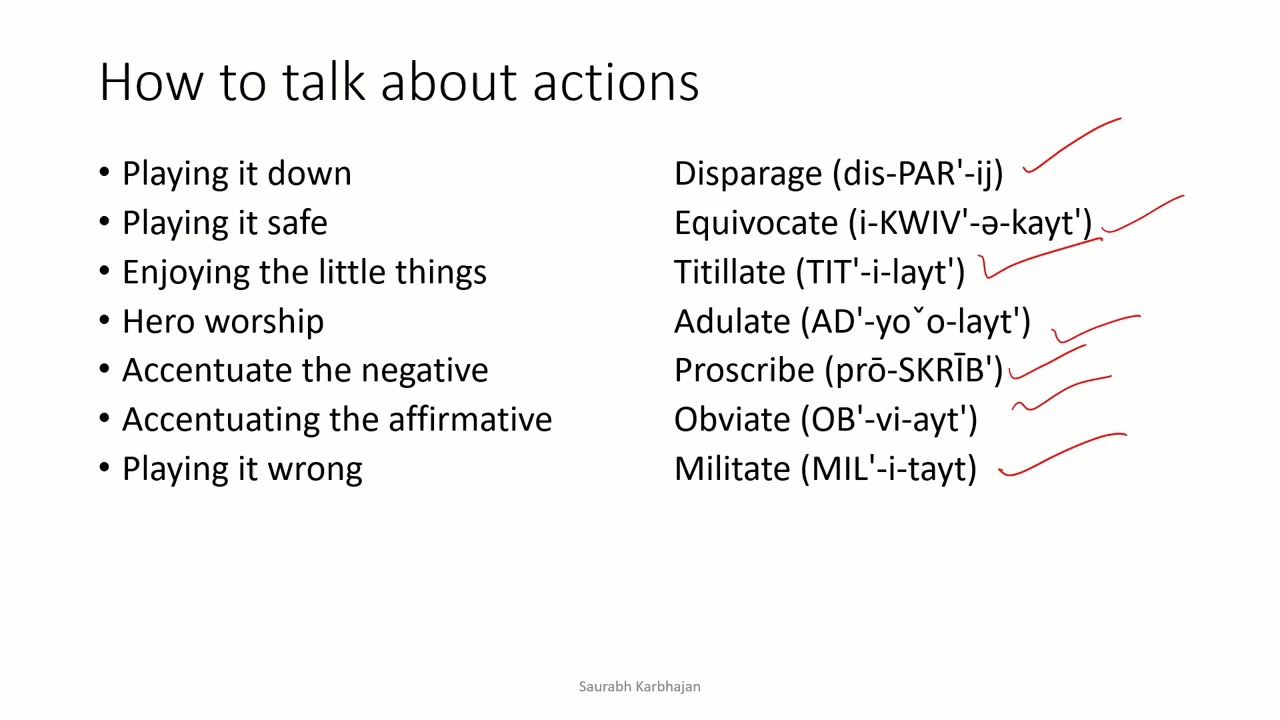 How to talk about actions
• Playing it down Disparage (dis-PAR'-ij)
• Playing it safe Equivocate (i-KWIV'-ə-kayt')
• Enjoying the little things Titillate (TIT'-i-layt')
• Hero worship Adulate (AD'-yoˇo-layt')
• Accentuate the negative Proscribe (prō-SKRĪB')
• Accentuating the affirmative Obviate (OB'-vi-ayt')
• Playing it wrong Militate (MIL'-i-tayt)
Saurabh Karbhajan